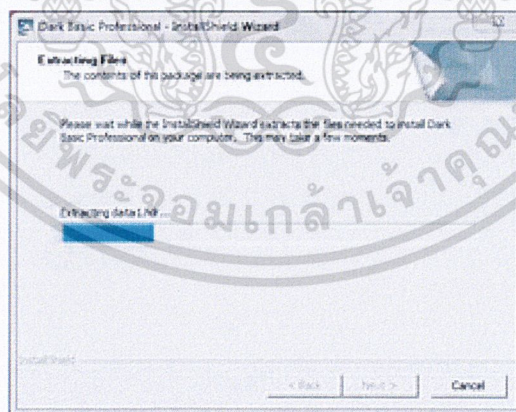 Dark Basic Professional - InstallShield Wizard
Extracting Files
The contents of this package are being extracted.
Please wait while the InstallShield Wizard extracts the files needed to install Dark
Basic Professional on your computer. This may take a few moments.
Extracting data1.hdr...
InstallShield
< Back
Next >
Cancel